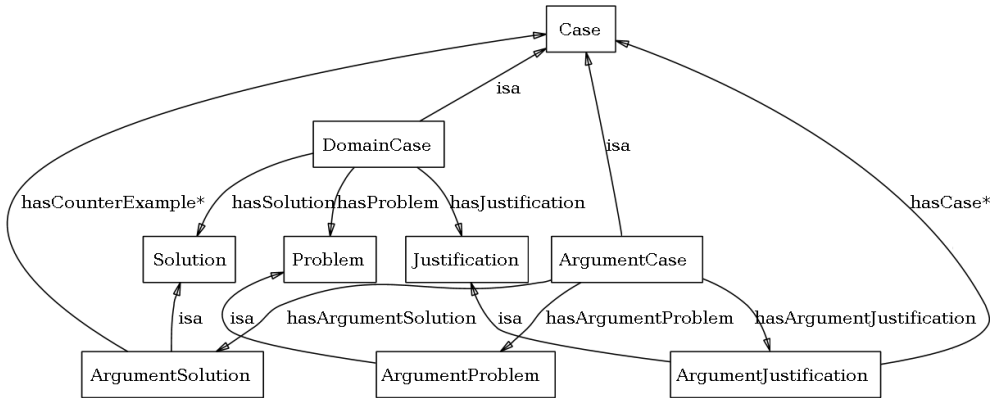 Case
isa
DomainCase
isa
hasCounterExample*
hasSolution
hasProblem
hasJustification
hasCase*
Solution
Problem
Justification
ArgumentCase
isa
isa
hasArgumentSolution
isa
hasArgumentProblem
hasArgumentJustification
ArgumentSolution
ArgumentProblem
ArgumentJustification